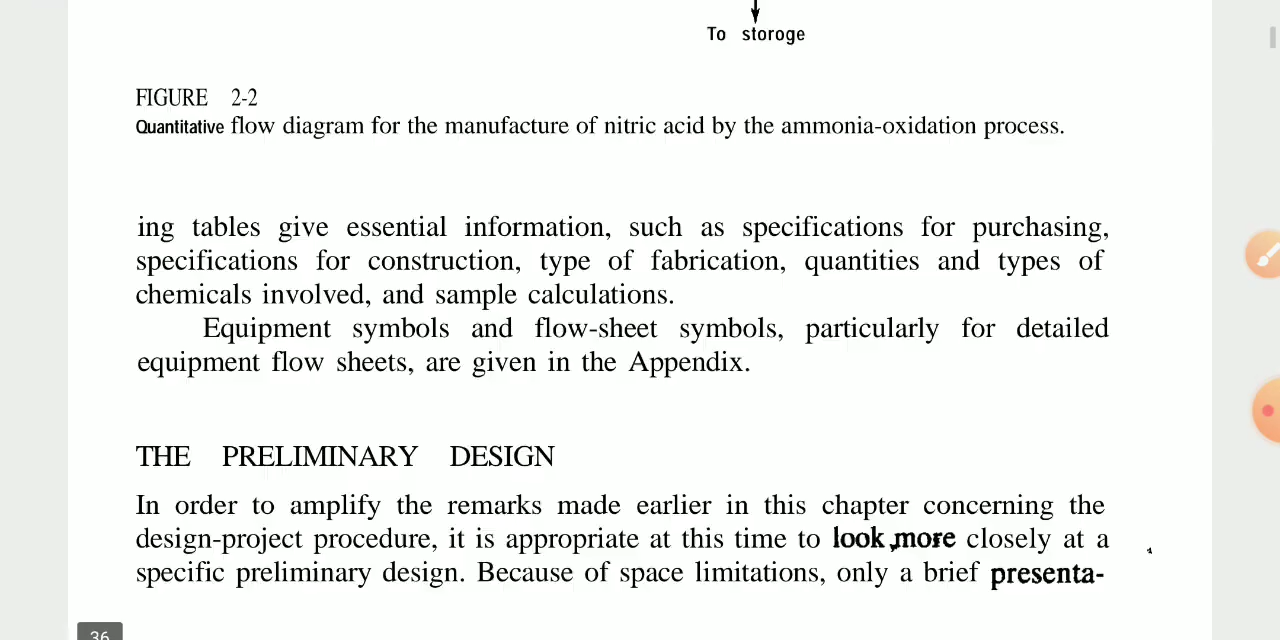 To storoge
FIGURE 2-2
Quantitative flow diagram for the manufacture of nitric acid by the ammonia-oxidation process.
ing tables give essential information, such as specifications for purchasing,
specifications for construction, type of fabrication, quantities and types of
chemicals involved, and sample calculations.
Equipment symbols and flow-sheet symbols, particularly for detailed
equipment flow sheets, are given in the Appendix.
THE PRELIMINARY DESIGN
In order to amplify the remarks made earlier in this chapter concerning the
design-project procedure, it is appropriate at this time to look more closely at a
specific preliminary design. Because of space limitations, only a brief presenta-
36